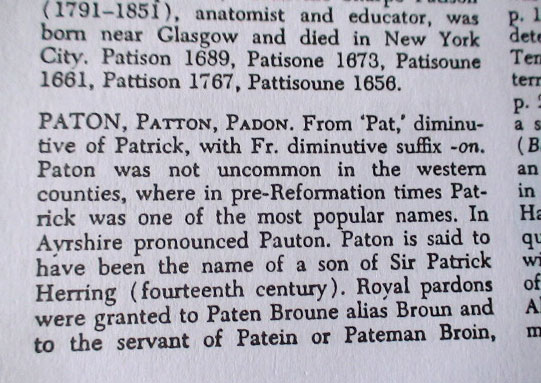 (1791–1851), anatomist and educator, was
born near Glasgow and died in New York
City. Patison 1689, Patisone 1673, Patisoune
1661, Pattison 1767, Pattisoune 1656.
PATON, PATTON, PADON. From 'Pat,' diminu-
tive of Patrick, with Fr. diminutive suffix -on.
Paton was not uncommon in the western
counties, where in pre-Reformation times Pat-
rick was one of the most popular names. In
Ayrshire pronounced Pauton. Paton is said to
have been the name of a son of Sir Patrick
Herring (fourteenth century). Royal pardons
were granted to Paten Broune alias Broun and
to the servant of Patein or Pateman Broin,